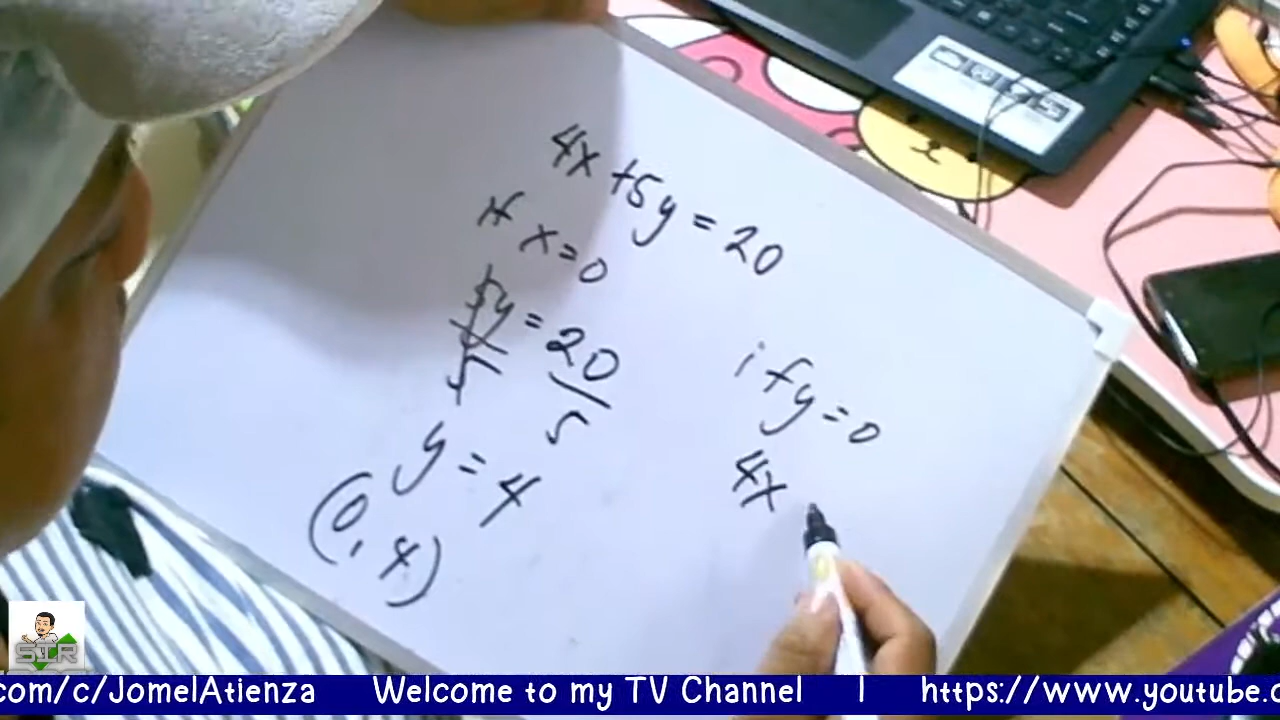 4x + 5y = 20
If x = 0
5y = 20
5 5
y = 4
(0, 4)
if y = 0
4x
SIR
.com/c/JomelAtienza Welcome to my TV Channel | https://www.youtube.c